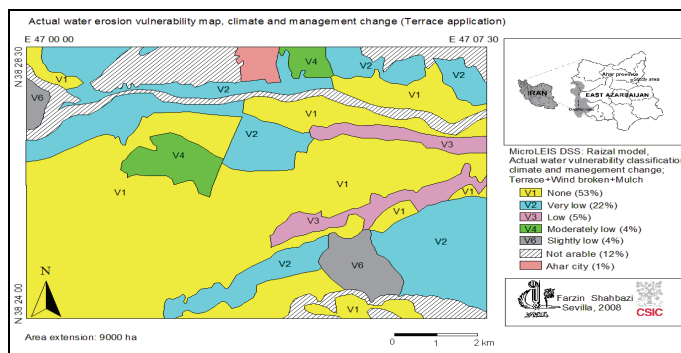 Actual water erosion vulnerability map, climate and management change (Terrace application)
E 47 00 00
E 47 07 30
N 38 28 30
N 38 24 00
V1
V6
V2
V4
V2
V2
V1
V1
V2
V3
V4
V1
V1
V1
V1
V3
V2
V2
V6
V1
N
Area extension: 9000 ha
0 1 2 km
Ahar province
Study area
IRAN
EAST AZARBAIJAN
MicroLEIS DSS: Raizal model,
Actual water vulnerability classification
climate and management change;
Terrace+Wind broken+Mulch
V1 None (53%)
V2 Very low (22%)
V3 Low (5%)
V4 Moderately low (4%)
V6 Slightly low (4%)
Not arable (12%)
Ahar city (1%)
Farzin Shahbazi
Sevilla, 2008
CSIC